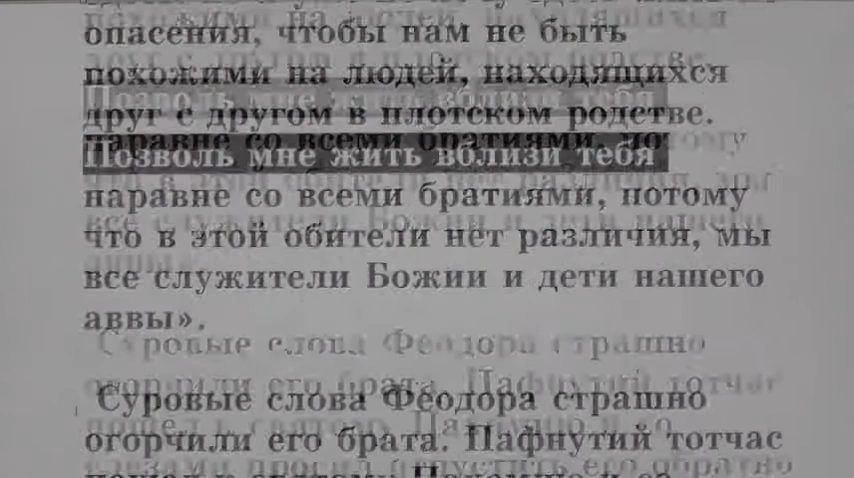 опасения, чтобы нам не быть
похожими на людей, находящихся
друг с другом в плотском родстве.
Позволь мне жить вблизи тебя
наравне со всеми братиями, потому
что в этой обители нет различия, мы
все служители Божии и дети нашего
аввы».
Суровые слова Феодора страшно
огорчили его брата. Пафнутий тотчас